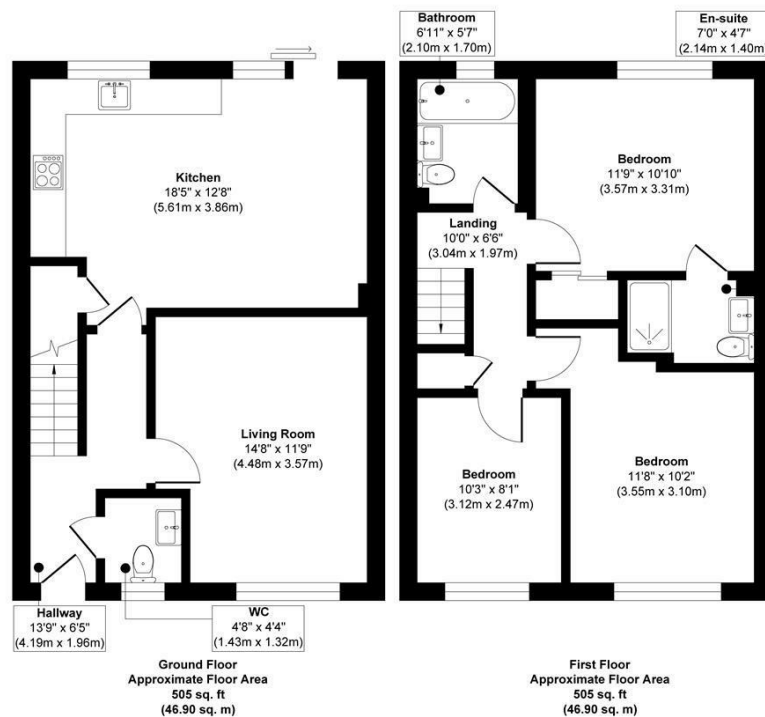 Bathroom
6'11" x 5'7"
(2.10m x 1.70m)
En-suite
7'0" x 4'7"
(2.14m x 1.40m)
Kitchen
18'5" x 12'8"
(5.61m x 3.86m)
Bedroom
11'9" x 10'10"
(3.57m x 3.31m)
Landing
10'0" x 6'6"
(3.04m x 1.97m)
Living Room
14'8" x 11'9"
(4.48m x 3.57m)
Bedroom
10'3" x 8'1"
(3.12m x 2.47m)
Bedroom
11'8" x 10'2"
(3.55m x 3.10m)
Hallway
13'9" x 6'5"
(4.19m x 1.96m)
WC
4'8" x 4'4"
(1.43m x 1.32m)
Ground Floor
Approximate Floor Area
505 sq. ft
(46.90 sq. m)
First Floor
Approximate Floor Area
505 sq. ft
(46.90 sq. m)